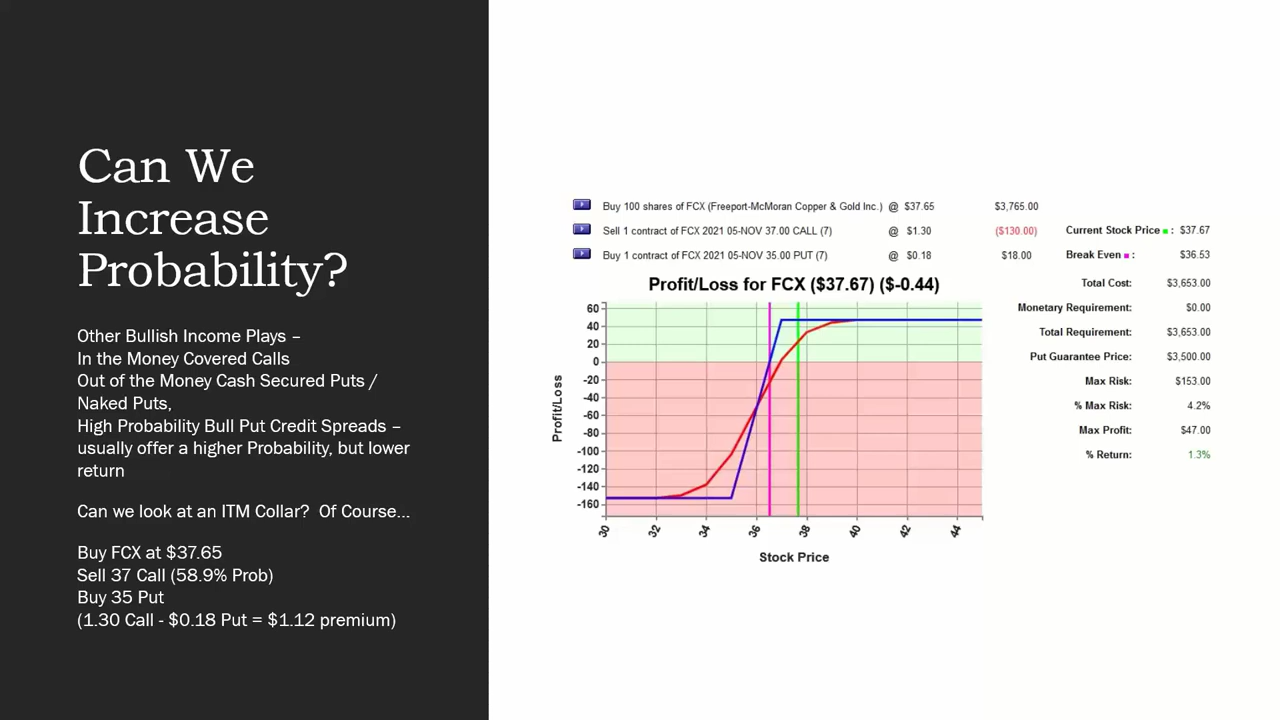 Can We
Increase
Probability?
Other Bullish Income Plays –
In the Money Covered Calls
Out of the Money Cash Secured Puts /
Naked Puts,
High Probability Bull Put Credit Spreads –
usually offer a higher Probability, but lower
return
Can we look at an ITM Collar?  Of Course...
Buy FCX at $37.65
Sell 37 Call (58.9% Prob)
Buy 35 Put
(1.30 Call - $0.18 Put = $1.12 premium)
Buy 100 shares of FCX (Freeport-McMoran Copper & Gold Inc.) @ $37.65 $3,765.00
Sell 1 contract of FCX 2021 05-NOV 37.00 CALL (7) @ $1.30 ($130.00)
Buy 1 contract of FCX 2021 05-NOV 35.00 PUT (7) @ $0.18 $18.00
Current Stock Price : $37.67
Break Even : $36.53
Total Cost: $3,653.00
Monetary Requirement: $0.00
Total Requirement: $3,653.00
Put Guarantee Price: $3,500.00
Max Risk: $153.00
% Max Risk: 4.2%
Max Profit: $47.00
% Return: 1.3%
Profit/Loss for FCX ($37.67) ($-0.44)
Profit/Loss
60
40
20
0
-20
-40
-60
-80
-100
-120
-140
-160
30 32 34 36 38 40 42 44
Stock Price